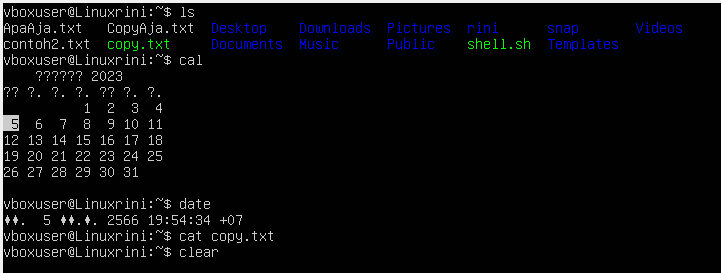 vboxuser@Linuxrini:~$ ls
ApaAja.txt   CopyAja.txt  Desktop    Downloads  Pictures  rini      snap       Videos
contoh2.txt  copy.txt     Documents  Music      Public    shell.sh  Templates
vboxuser@Linuxrini:~$ cal
    ?????? 2023
?? ?. ?. ?. ?? ?. ?.
          1  2  3  4
 5  6  7  8  9 10 11
12 13 14 15 16 17 18
19 20 21 22 23 24 25
26 27 28 29 30 31
vboxuser@Linuxrini:~$ date
♦♦.  5 ♦♦.♦. 2566 19:54:34 +07
vboxuser@Linuxrini:~$ cat copy.txt
vboxuser@Linuxrini:~$ clear